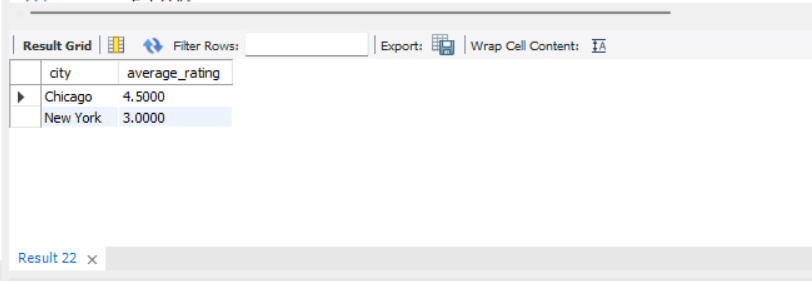 Result Grid Filter Rows: Export: Wrap Cell Content: IA
city average_rating
Chicago 4.5000
New York 3.0000
Result 22 ×